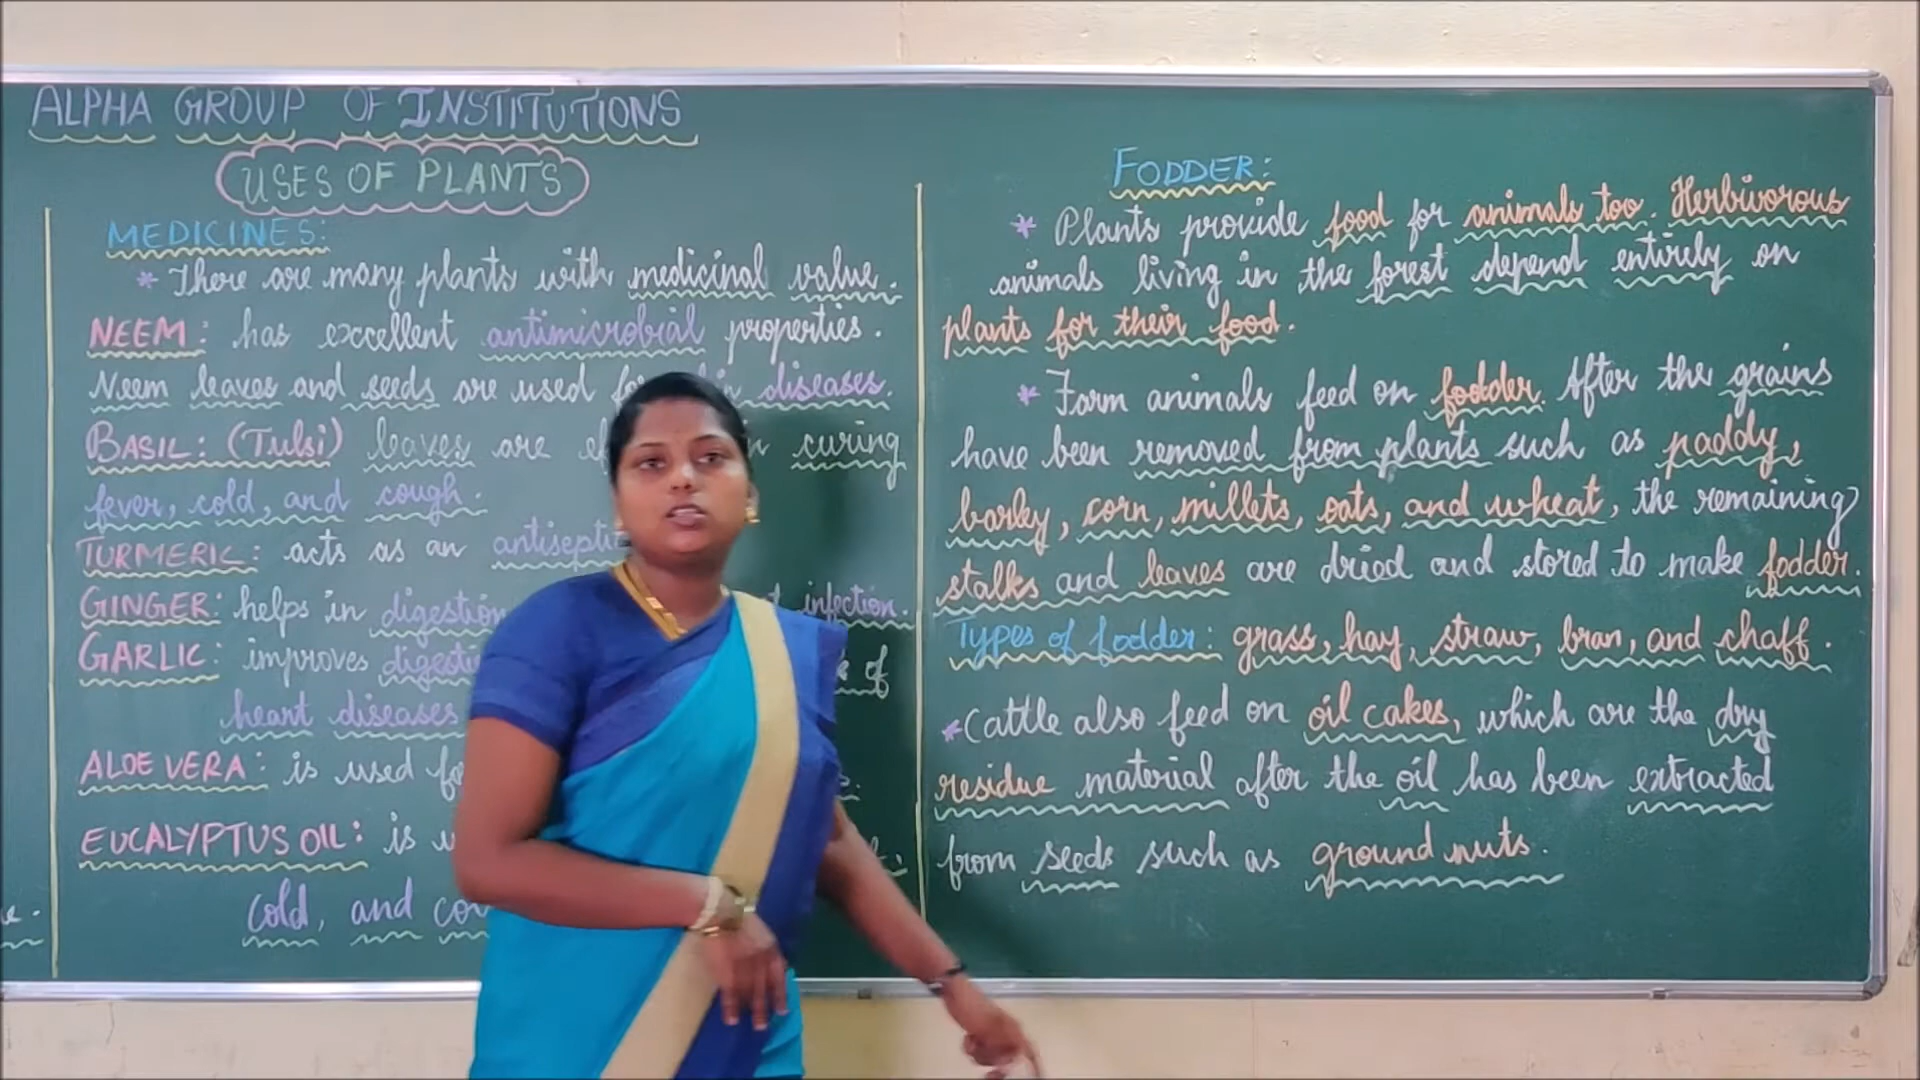 ALPHA GROUP OF INSTITUTIONS
USES OF PLANTS
MEDICINES:
* There are many plants with medicinal value.
NEEM: has excellent antimicrobial properties.
Neem leaves and seeds are used diseases.
BASIL: (Tulsi) leaves are curing
fever, cold, and cough.
TURMERIC: acts as an
GINGER: helps in digestion infection.
GARLIC: improves of
heart diseases
ALOE VERA: is used
EUCALYPTUS OIL: is
cold, and
FODDER:
* Plants provide food for animals too. Herbivorous
animals living in the forest depend entirely on
plants for their food.
* Farm animals feed on fodder. After the grains
have been removed from plants such as paddy,
barley, corn, millets, oats, and wheat, the remaining
stalks and leaves are dried and stored to make fodder.
Types of fodder: grass, hay, straw, bran, and chaff.
* Cattle also feed on oil cakes, which are the dry
residue material after the oil has been extracted
from seeds such as ground nuts.